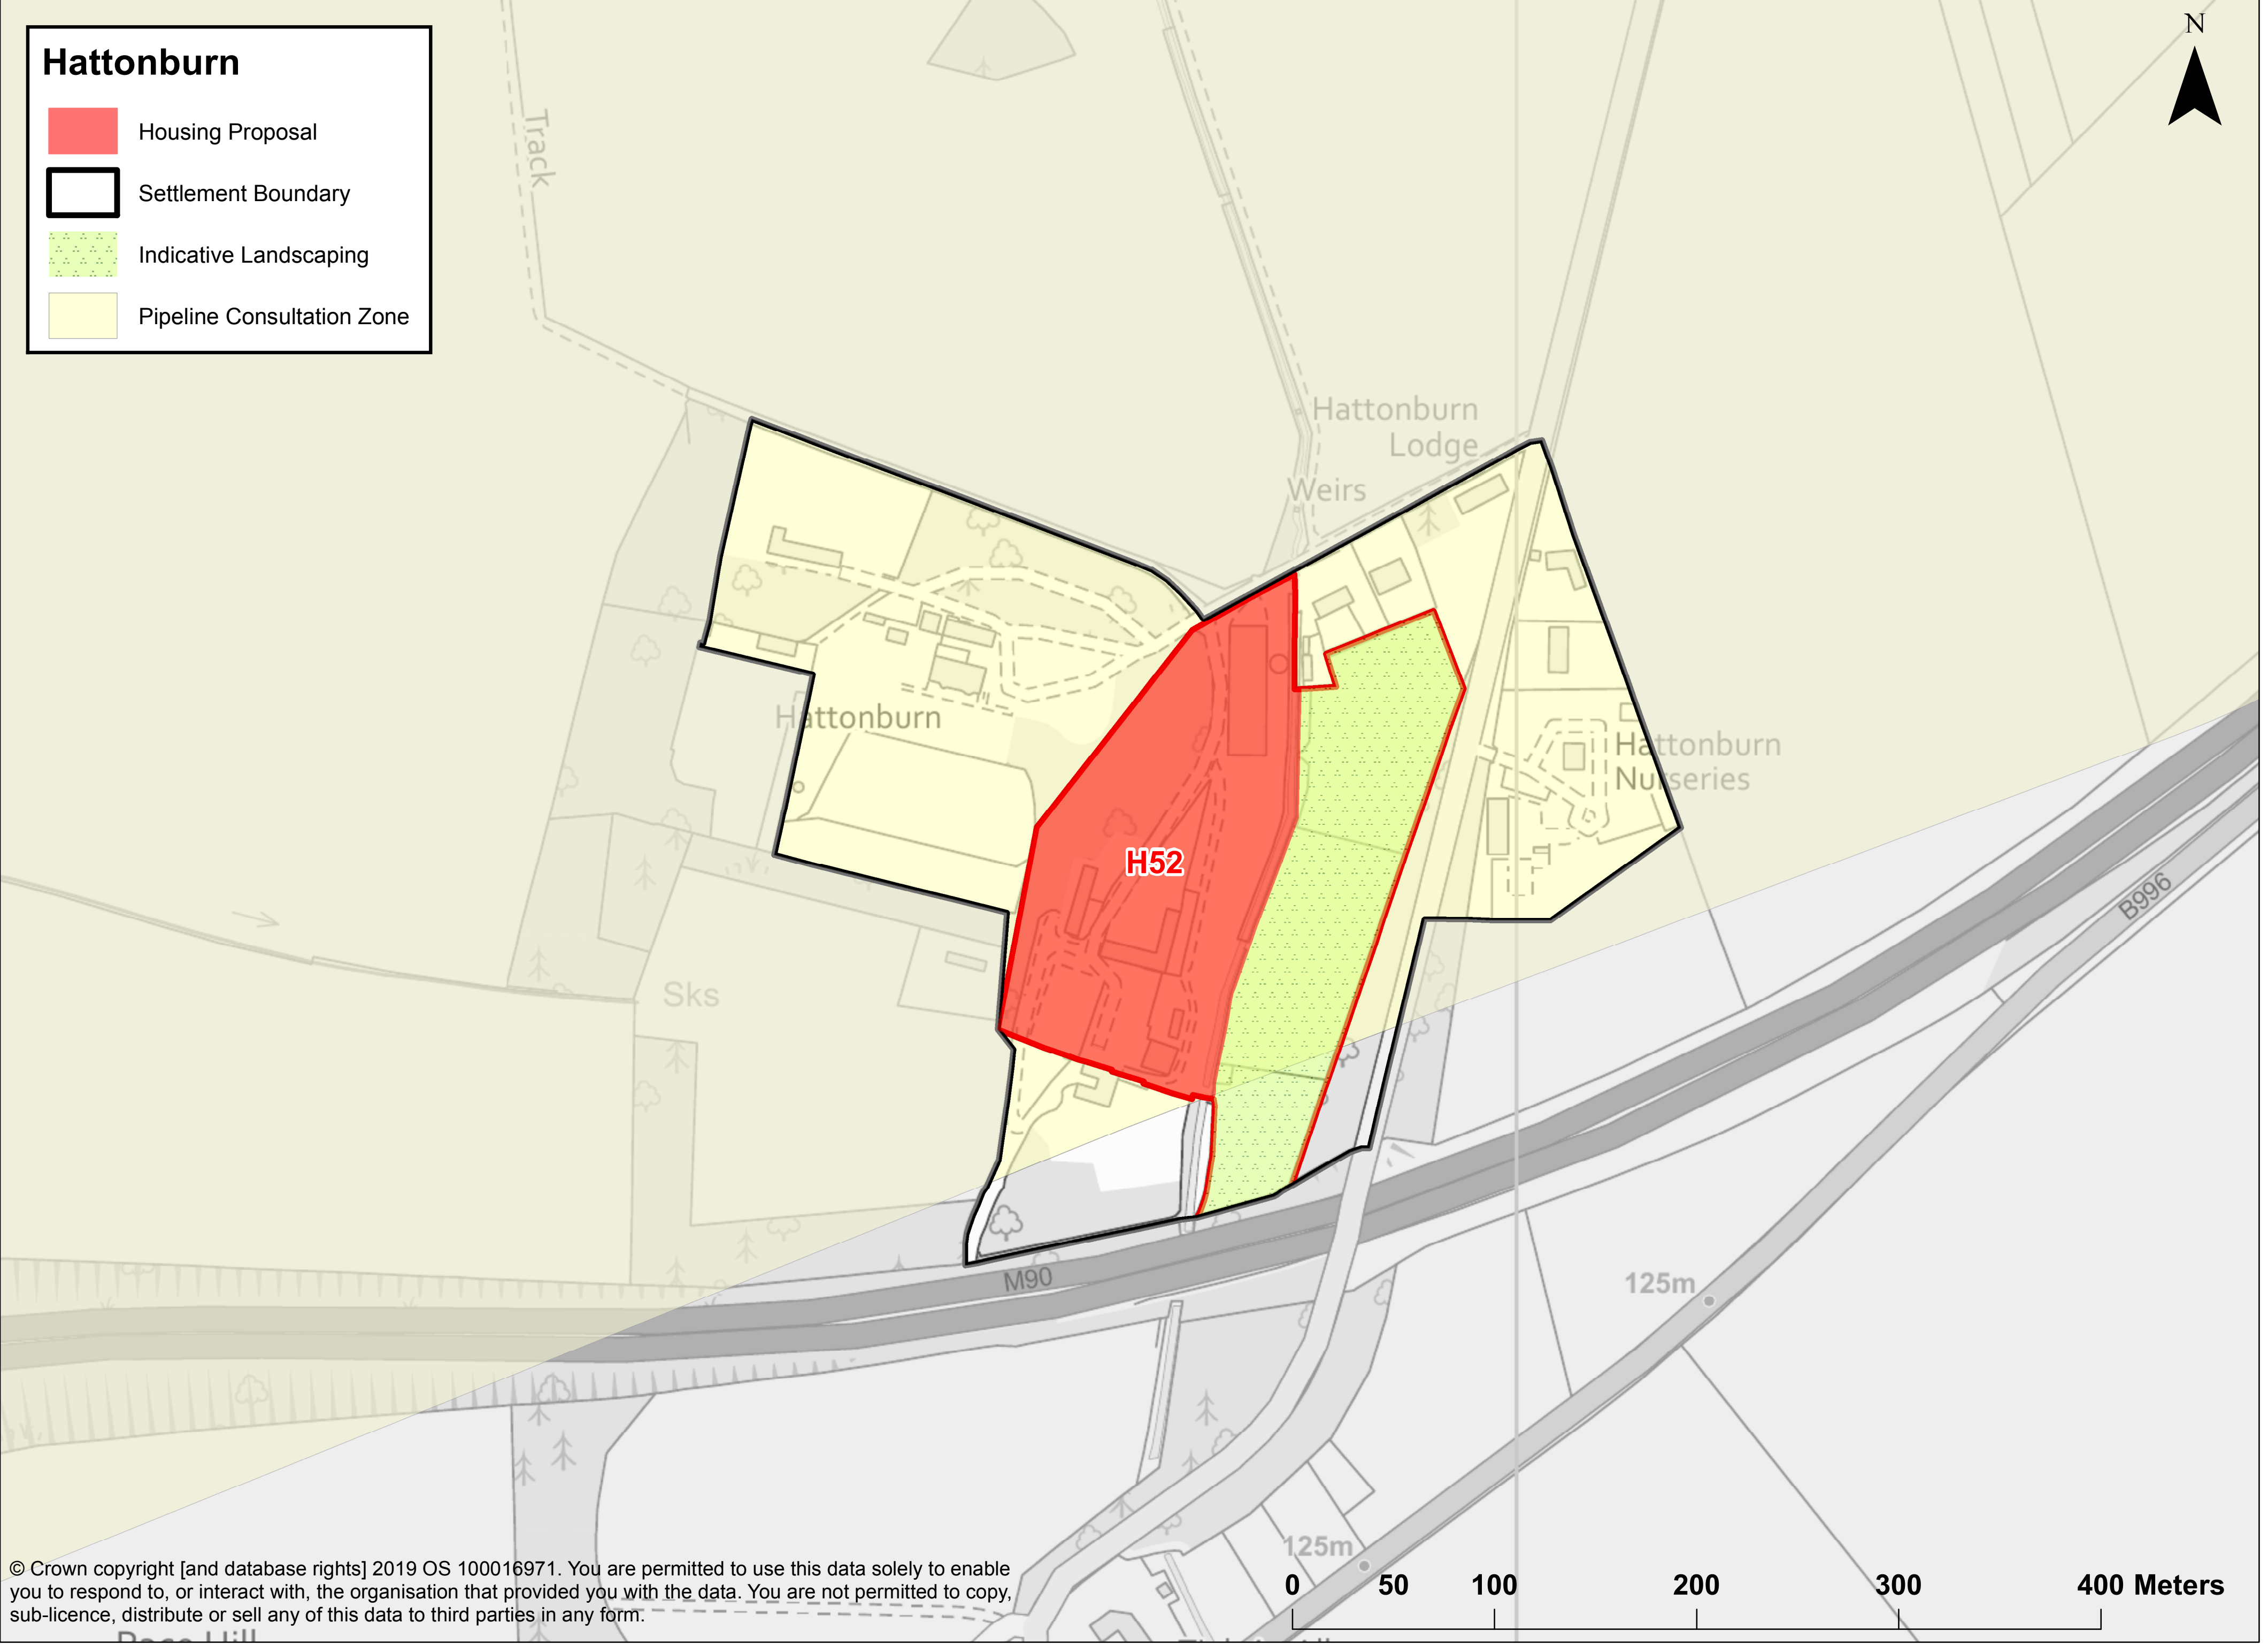 Hattonburn
Housing Proposal
Settlement Boundary
Indicative Landscaping
Pipeline Consultation Zone
N
Track
Hattonburn
Lodge
Weirs
Hattonburn
Hattonburn
Nurseries
H52
B996
Sks
M90
125m
125m
© Crown copyright [and database rights] 2019 OS 100016971. You are permitted to use this data solely to enable
you to respond to, or interact with, the organisation that provided you with the data. You are not permitted to copy,
sub-licence, distribute or sell any of this data to third parties in any form.
0 50 100 200 300 400 Meters